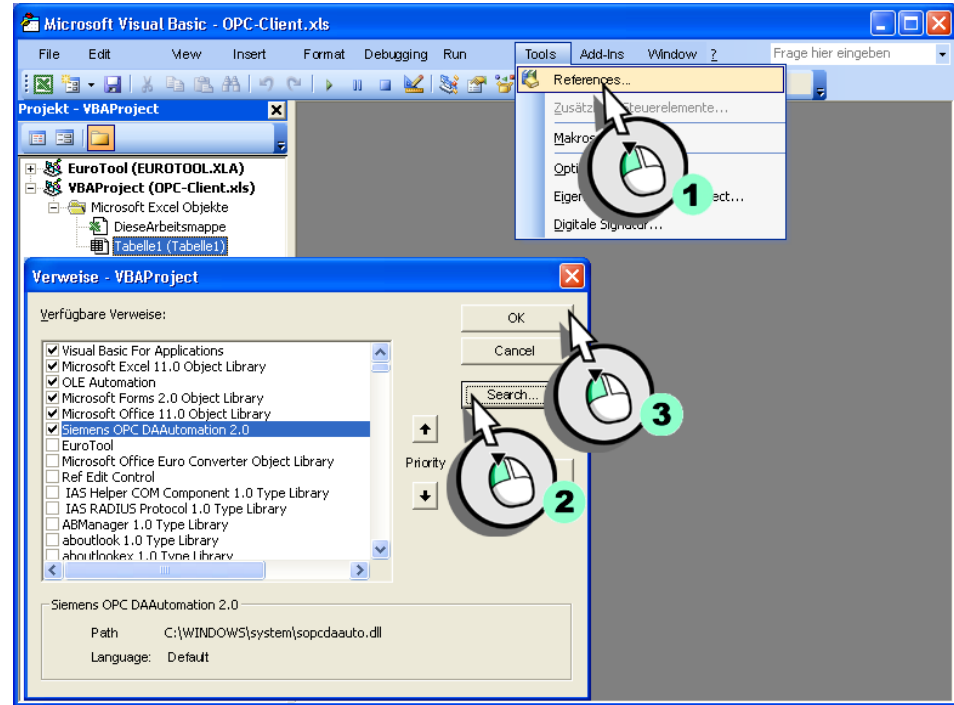 Microsoft Visual Basic - OPC-Client.xls
File Edit View Insert Format Debugging Run Tools Add-Ins Window ? Frage hier eingeben
References...
Projekt - VBAProject
Makros
1
EuroTool (EUROTOOL.XLA)
VBAProject (OPC-Client.xls)
Microsoft Excel Objekte
DieseArbeitsmappe
Tabelle1 (Tabelle1)
Digitale Signatur...
Verweise - VBAProject
Verfügbare Verweise:
OK
Cancel
Search...
3
Visual Basic For Applications
Microsoft Excel 11.0 Object Library
OLE Automation
Microsoft Forms 2.0 Object Library
Microsoft Office 11.0 Object Library
Siemens OPC DAAutomation 2.0
EuroTool
Microsoft Office Euro Converter Object Library
Ref Edit Control
IAS Helper COM Component 1.0 Type Library
IAS RADIUS Protocol 1.0 Type Library
ABManager 1.0 Type Library
aboutlook 1.0 Type Library
aboutlookex 1.0 Type Library
Priority
2
Siemens OPC DAAutomation 2.0
Path C:\WINDOWS\system\sopcdaauto.dll
Language: Default